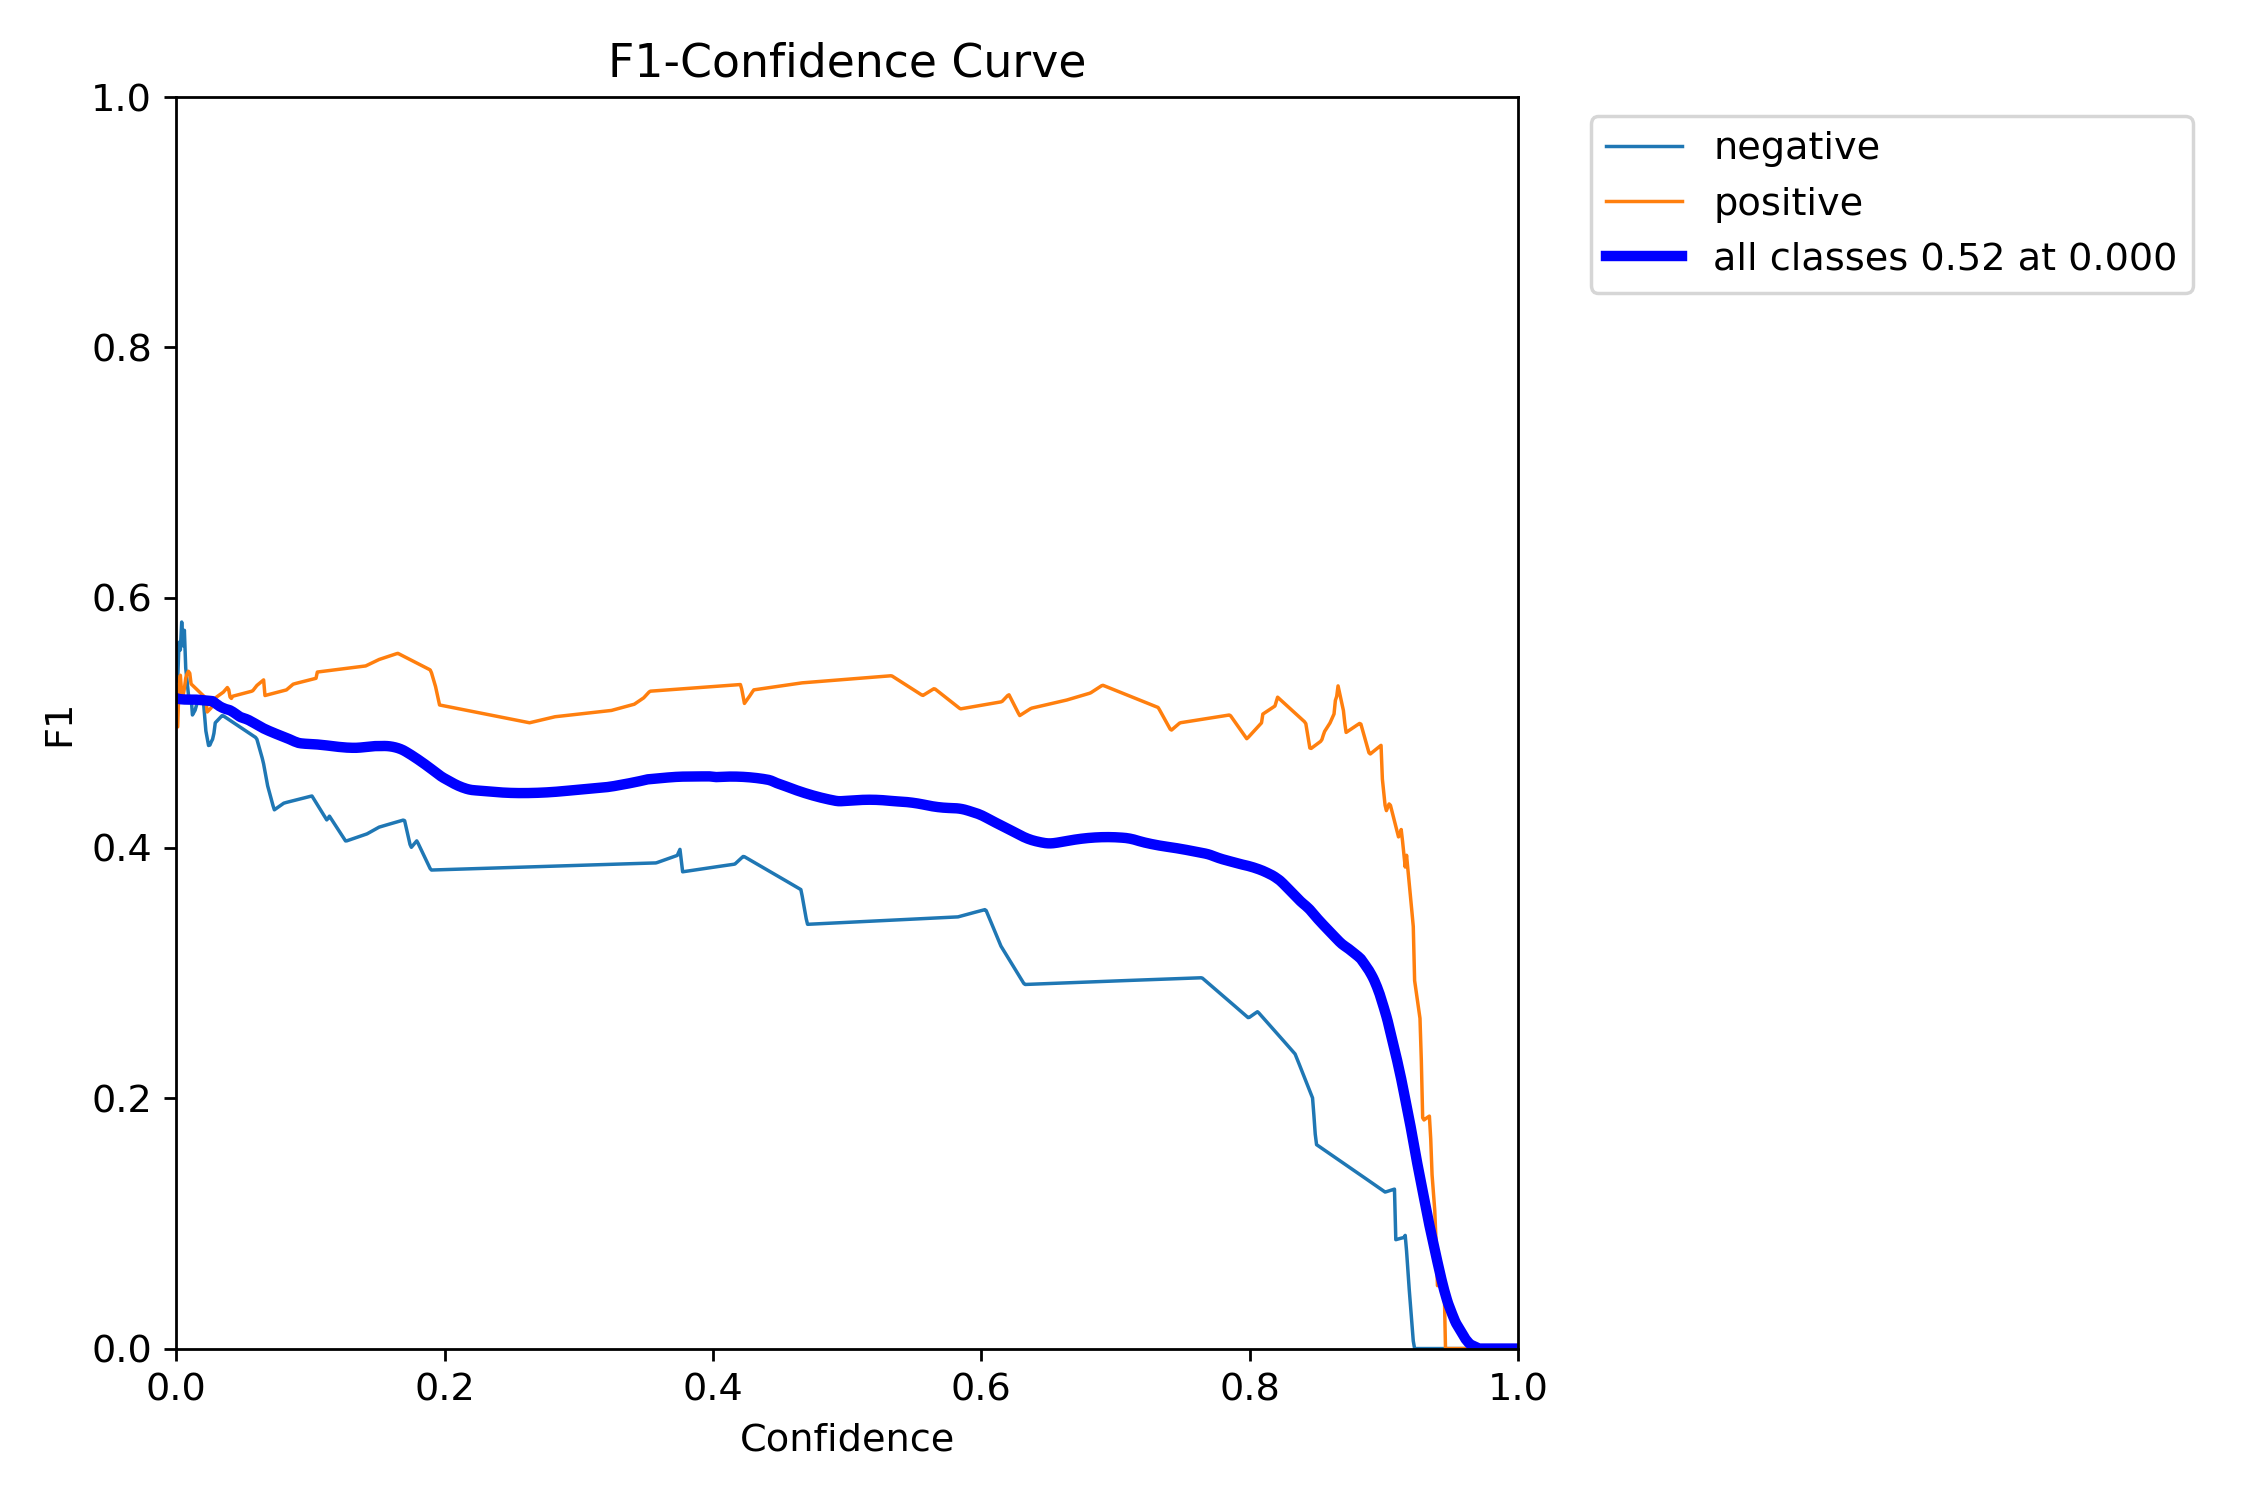 F1-Confidence Curve
1.0
0.8
0.6
0.4
0.2
0.0
F1
0.0 0.2 0.4 0.6 0.8 1.0
Confidence
negative
positive
all classes 0.52 at 0.000